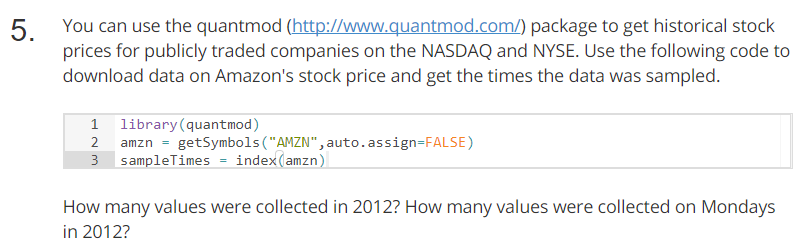 5. You can use the quantmod (http://www.quantmod.com/) package to get historical stock
prices for publicly traded companies on the NASDAQ and NYSE. Use the following code to
download data on Amazon's stock price and get the times the data was sampled.
1 library(quantmod)
2 amzn = getSymbols("AMZN",auto.assign=FALSE)
3 sampleTimes = index(amzn)
How many values were collected in 2012? How many values were collected on Mondays
in 2012?